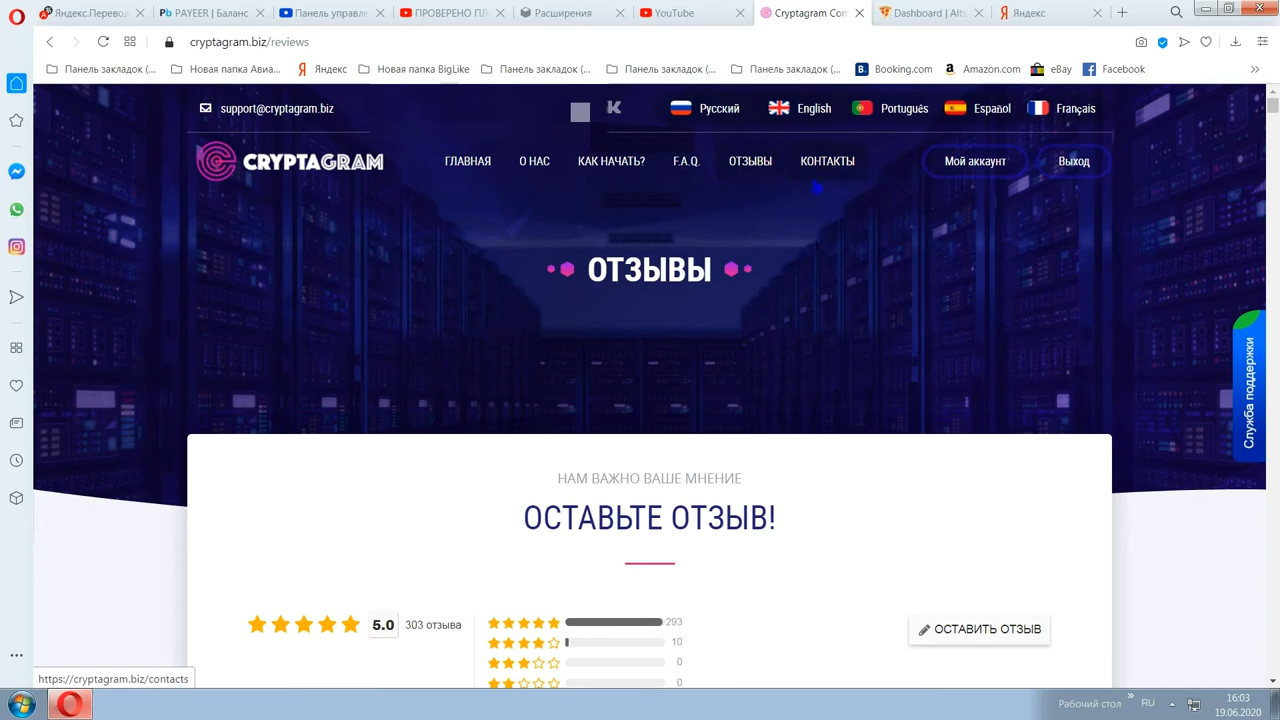 Яндекс.Перевод
PAYEER | Баланс
Панель управле
ПРОВЕРЕНО ПЛ
Расширения
YouTube
Cryptagram Com
Dashboard | Alts
Яндекс
cryptagram.biz/reviews
Панель закладок (...
Новая папка Авиа...
Яндекс
Новая папка BigLike
Панель закладок (...
Панель закладок (...
Панель закладок (...
Booking.com
Amazon.com
eBay
Facebook
support@cryptagram.biz
Русский
English
Português
Español
Français
CRYPTAGRAM
ГЛАВНАЯ
О НАС
КАК НАЧАТЬ?
F.A.Q.
ОТЗЫВЫ
КОНТАКТЫ
Мой аккаунт
Выход
ОТЗЫВЫ
Служба поддержки
НАМ ВАЖНО ВАШЕ МНЕНИЕ
ОСТАВЬТЕ ОТЗЫВ!
5.0
303 отзыва
293
10
0
0
ОСТАВИТЬ ОТЗЫВ
https://cryptagram.biz/contacts
Рабочий стол
RU
16:03
19.06.2020